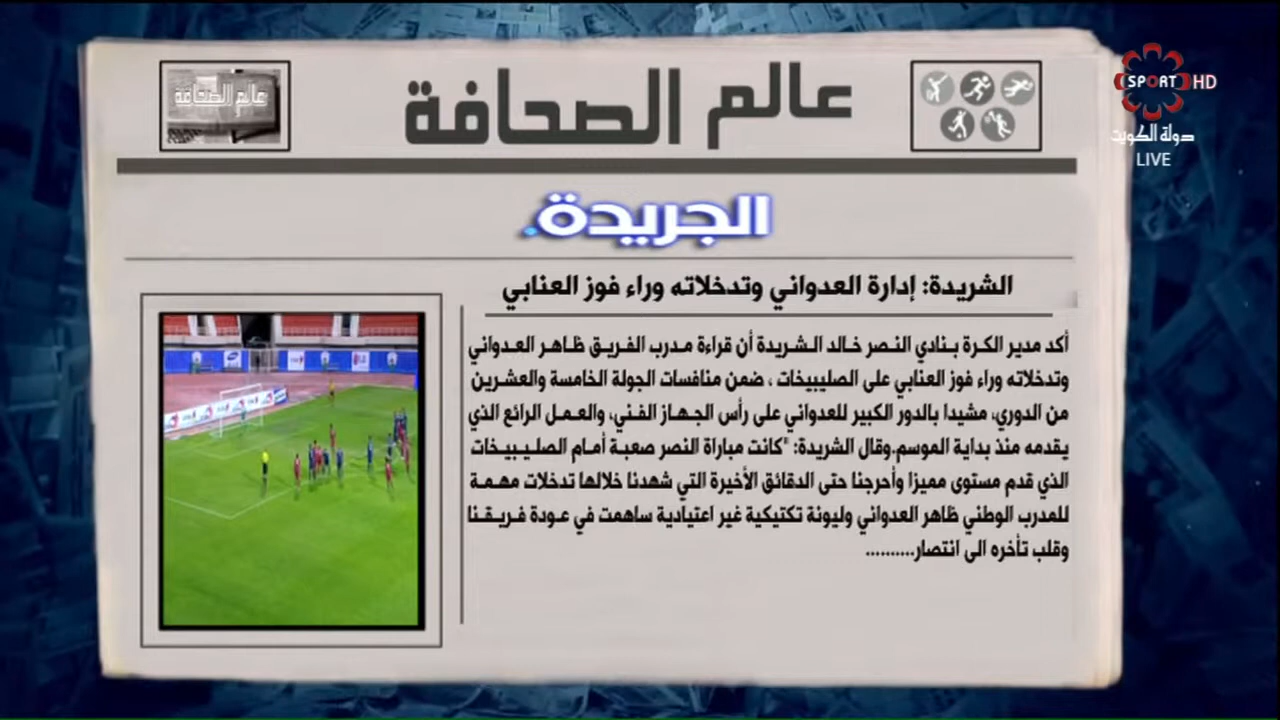 عالم الصحافة
عالم الصحافة
SPORT HD
دولة الكويت
LIVE
الجريدة.
الشريدة: إدارة العدواني وتدخلاته وراء فوز العنابي
أكد مدير الكرة بنادي النصر خالد الشريدة أن قراءة مدرب الفريق ظاهر العدواني
وتدخلاته وراء فوز العنابي على الصليبيخات ، ضمن منافسات الجولة الخامسة والعشرين
من الدوري، مشيدا بالدور الكبير للعدواني على رأس الجهاز الفني، والعمل الرائع الذي
يقدمه منذ بداية الموسم.وقال الشريدة: "كانت مباراة النصر صعبة أمام الصليبيخات
الذي قدم مستوى مميزا وأحرجنا حتى الدقائق الأخيرة التي شهدنا خلالها تدخلات مهمة
للمدرب الوطني ظاهر العدواني وليونة تكتيكية غير اعتيادية ساهمت في عودة فريقنا
وقلب تأخره الى انتصار..........